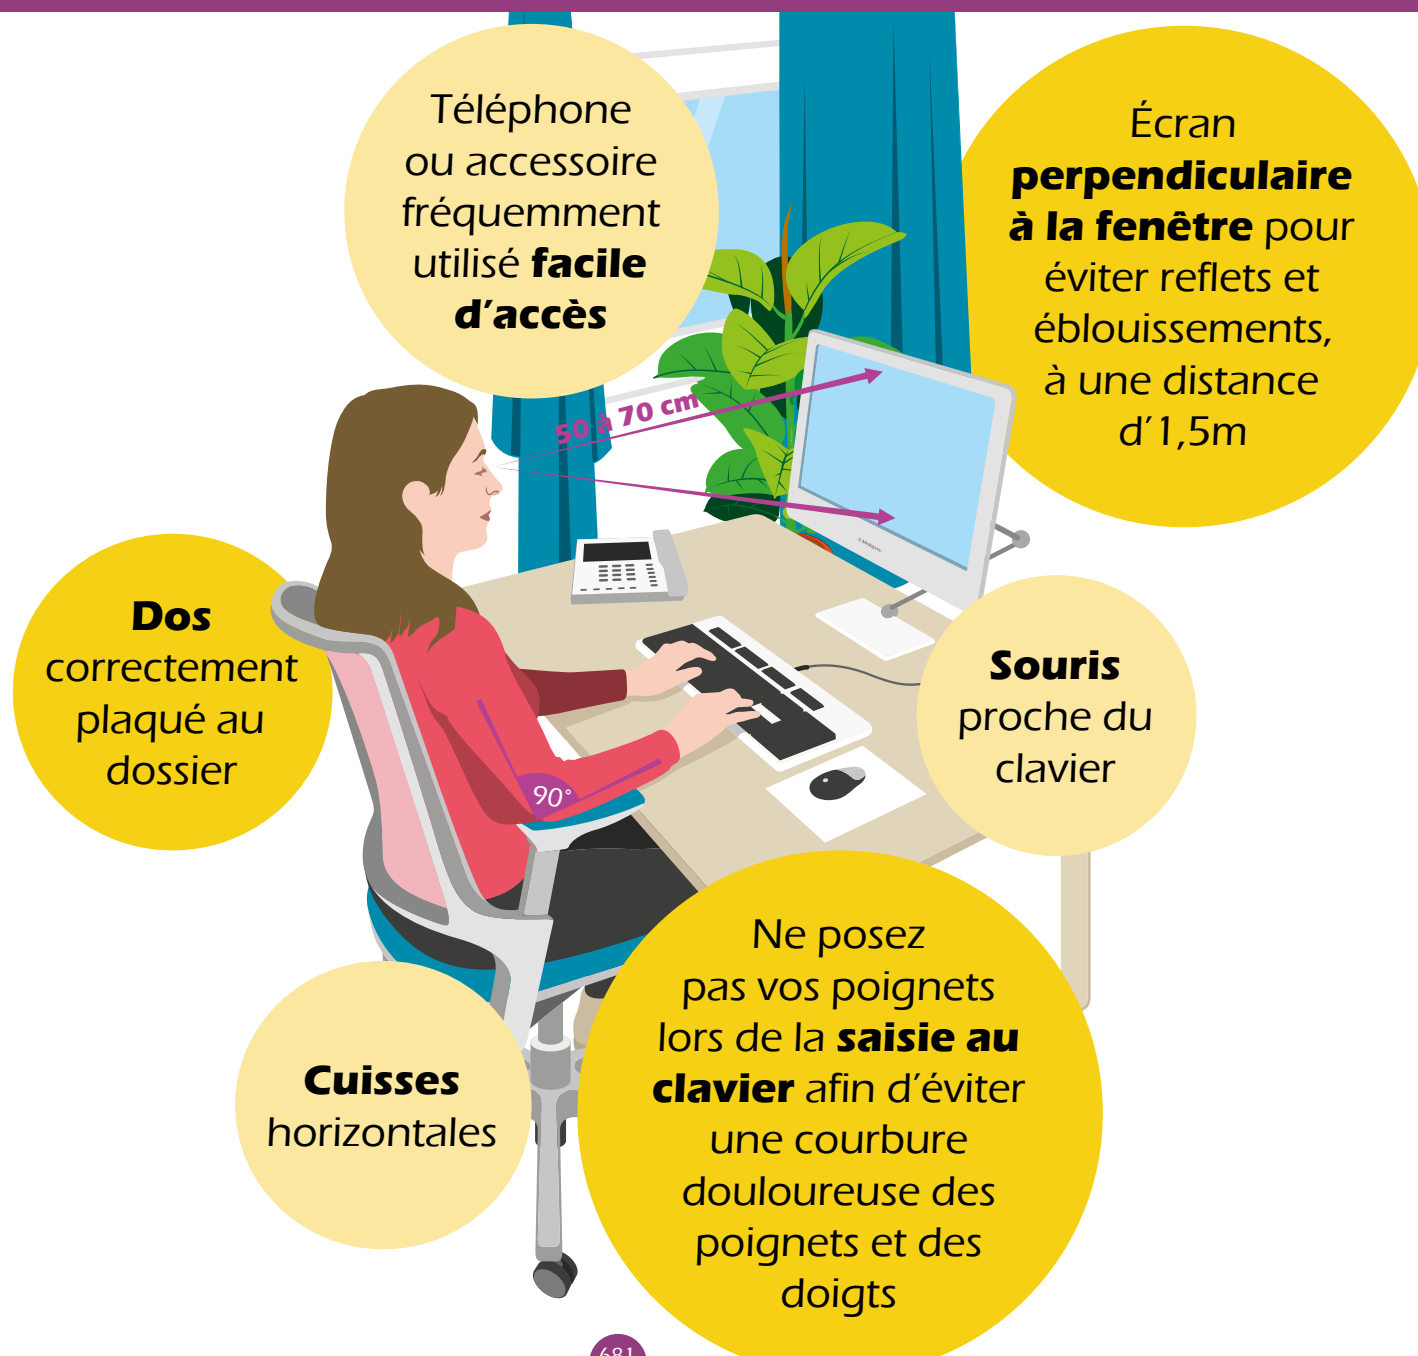 Téléphone
ou accessoire
fréquemment
utilisé facile
d’accès
Écran
perpendiculaire
à la fenêtre pour
éviter reflets et
éblouissements,
à une distance
d’1,5m
50 à 70 cm
Dos
correctement
plaqué au
dossier
Souris
proche du
clavier
90°
Ne posez
pas vos poignets
lors de la saisie au
clavier afin d’éviter
une courbure
douloureuse des
poignets et des
doigts
Cuisses
horizontales
681